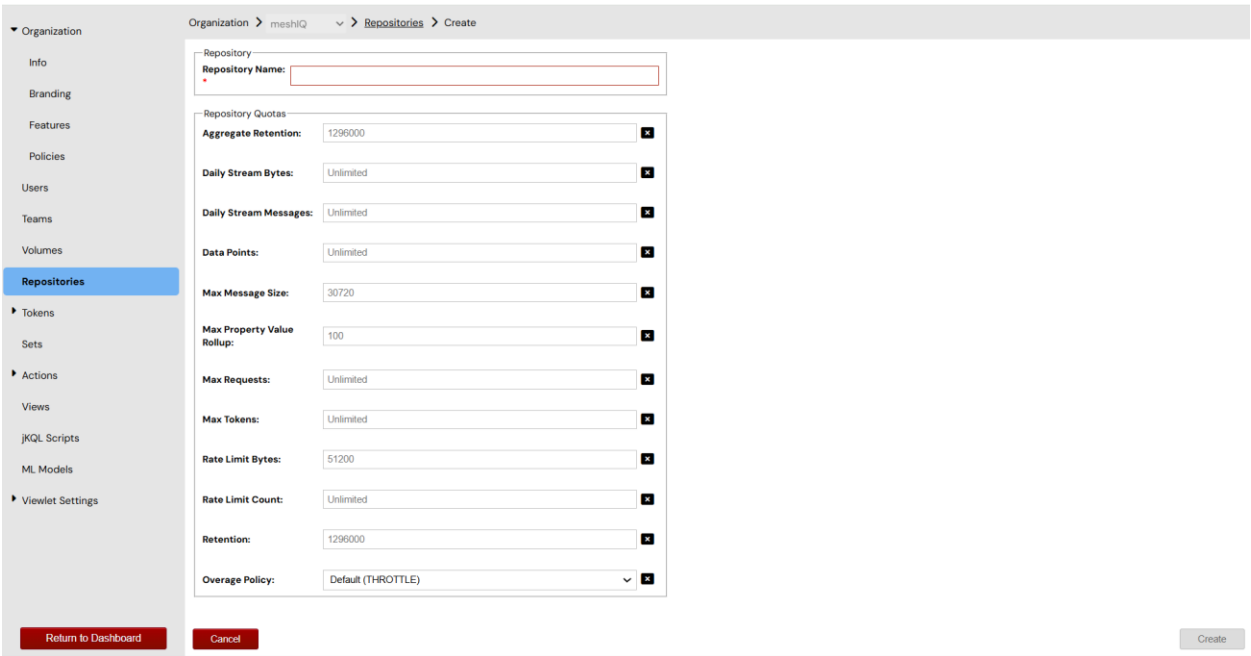 Organization
Info
Branding
Features
Policies
Users
Teams
Volumes
Repositories
Tokens
Sets
Actions
Views
jKQL Scripts
ML Models
Viewlet Settings
Return to Dashboard
Organization > meshIQ > Repositories > Create
Repository
Repository Name:
*
Repository Quotas
Aggregate Retention: 1296000
Daily Stream Bytes: Unlimited
Daily Stream Messages: Unlimited
Data Points: Unlimited
Max Message Size: 30720
Max Property Value
Rollup: 100
Max Requests: Unlimited
Max Tokens: Unlimited
Rate Limit Bytes: 51200
Rate Limit Count: Unlimited
Retention: 1296000
Overage Policy: Default (THROTTLE)
Cancel
Create